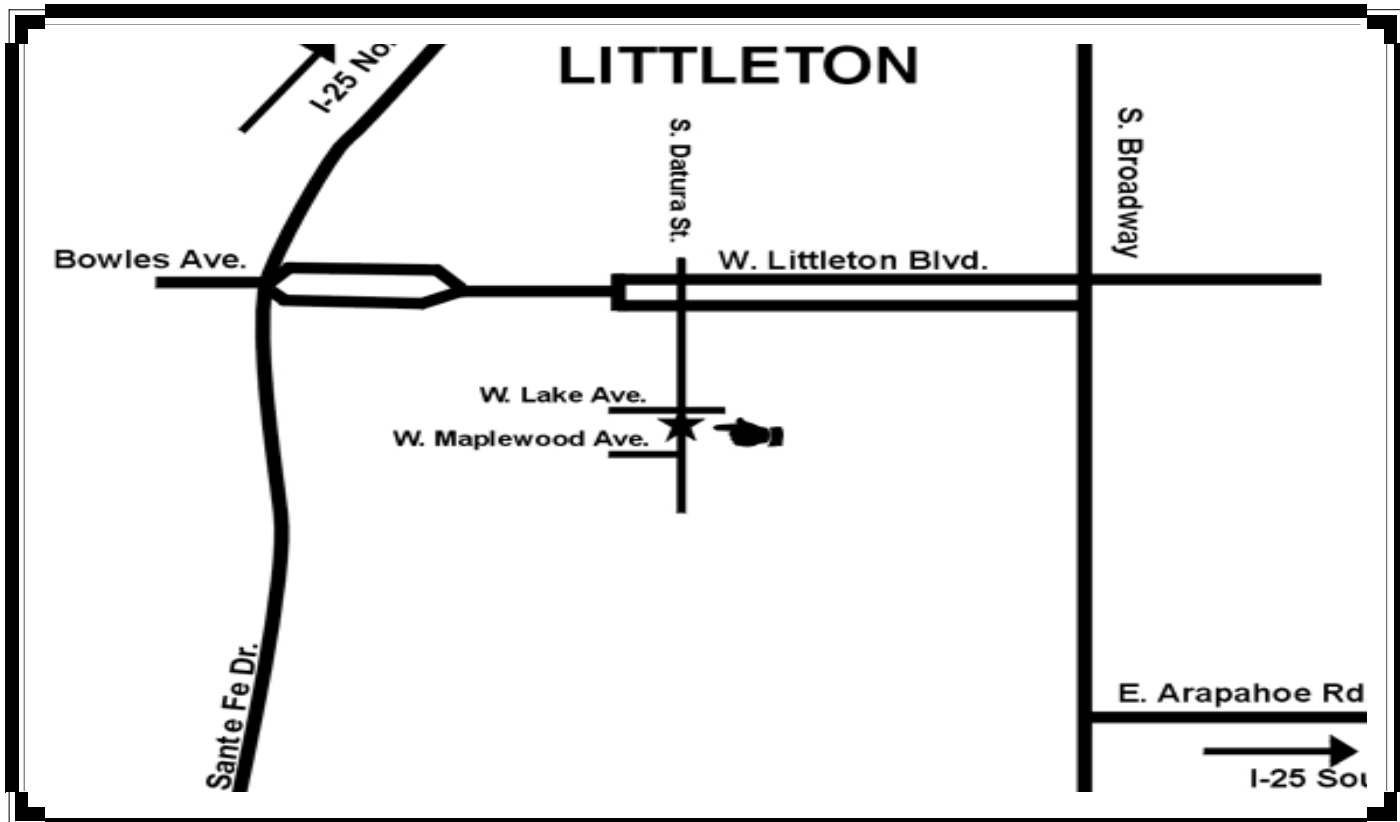 LITTLETON
I-25 No
S. Datura St.
S. Broadway
Bowles Ave.
W. Littleton Blvd.
W. Lake Ave.
W. Maplewood Ave.
Sante Fe Dr.
E. Arapahoe Rd
I-25 Sou